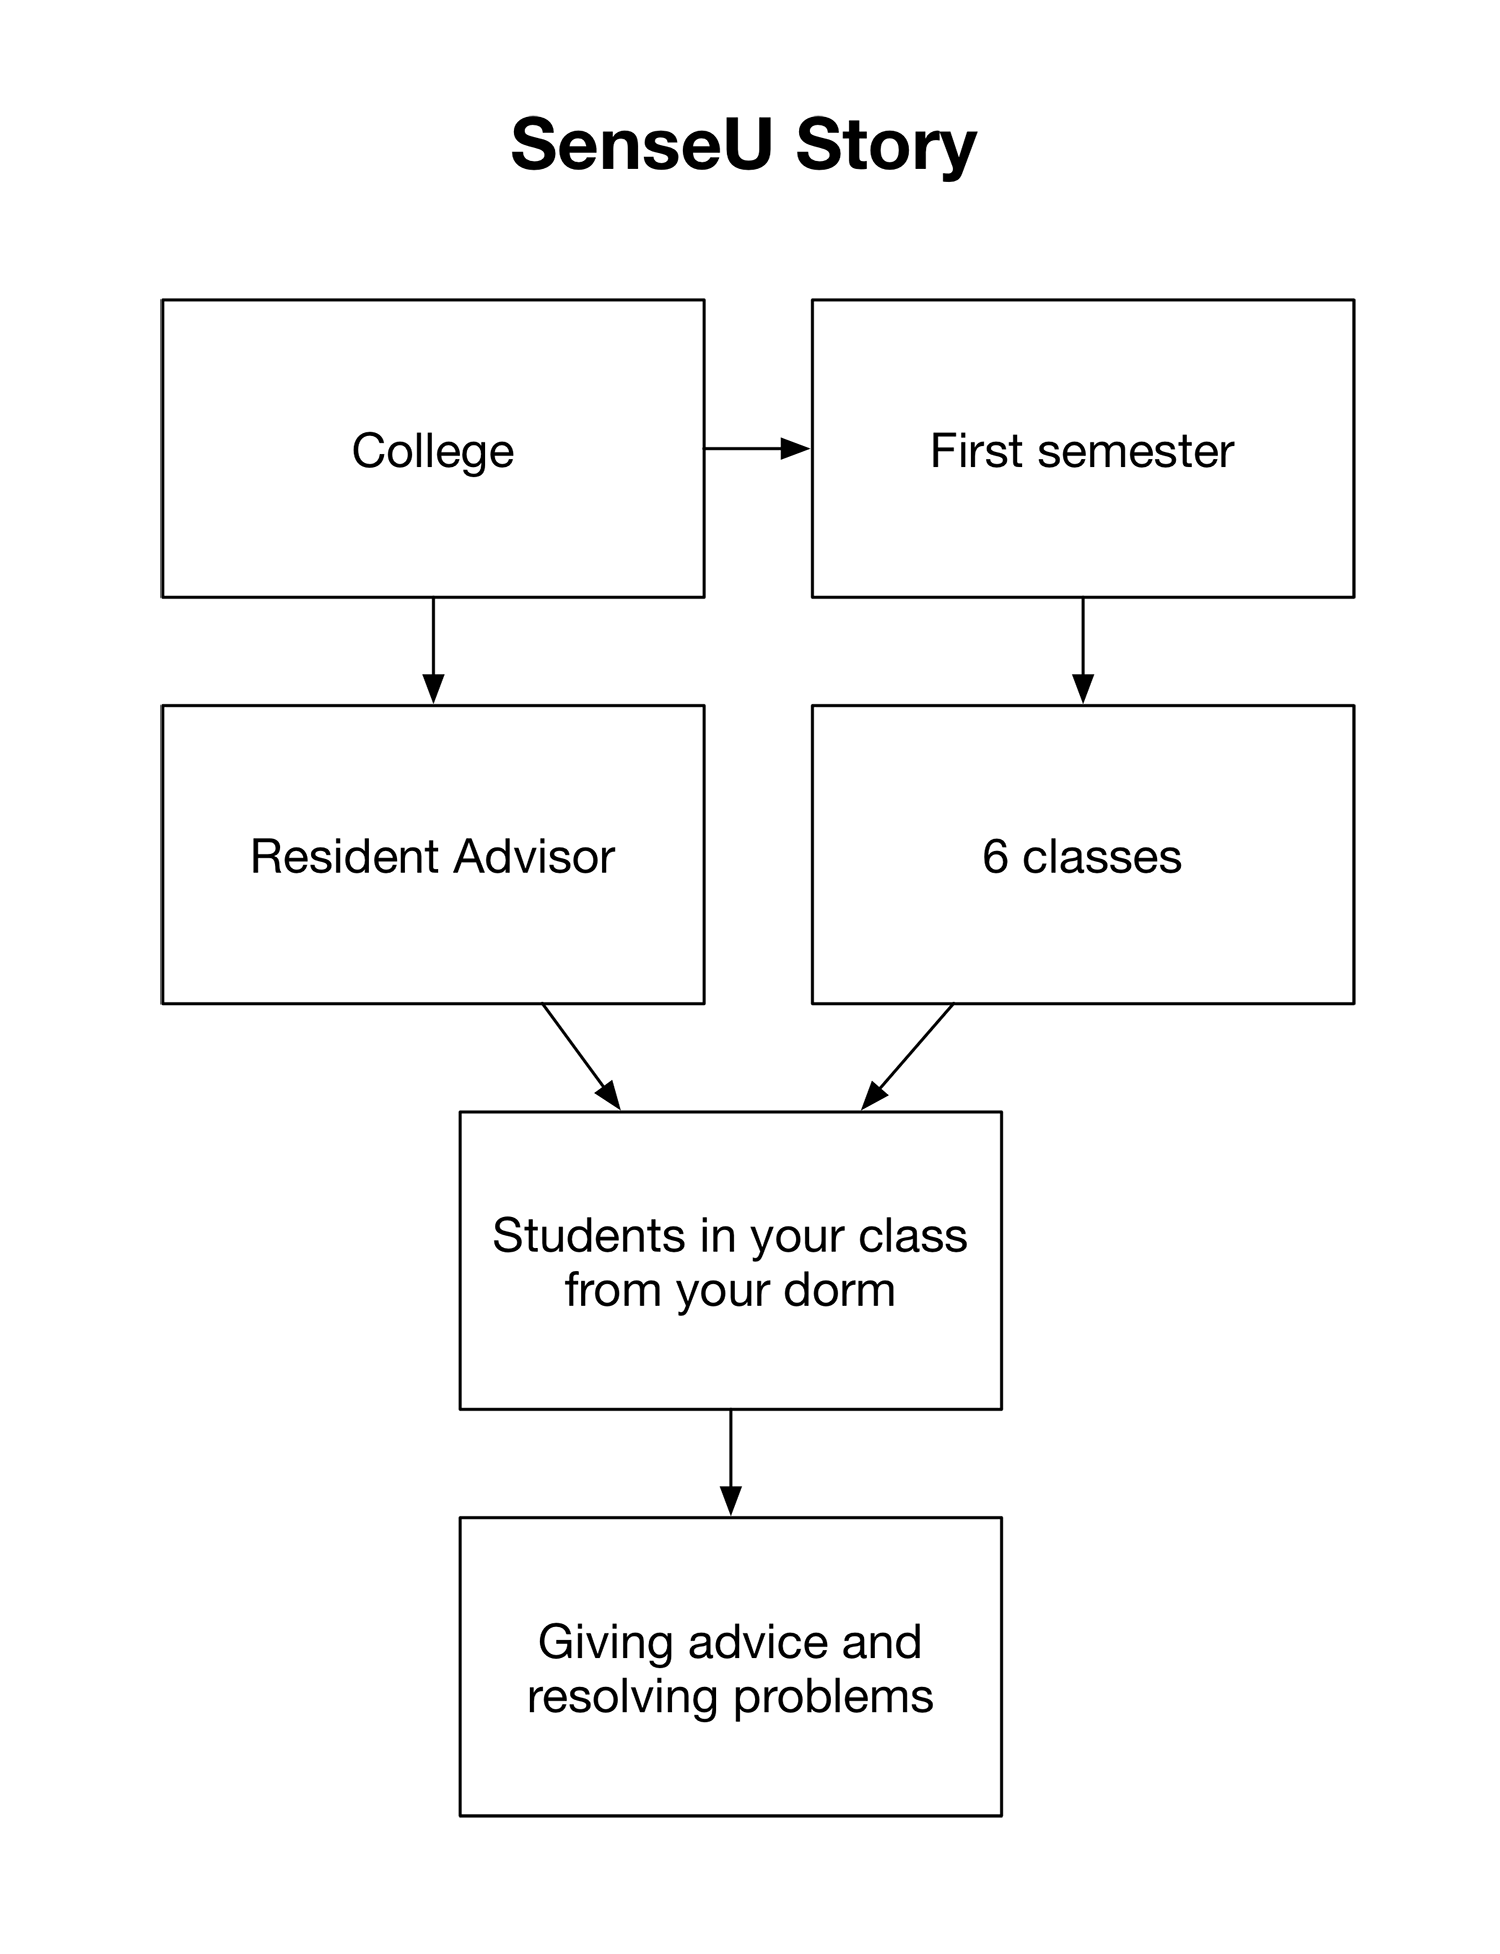 SenseU Story
College
First semester
Resident Advisor
6 classes
Students in your class
from your dorm
Giving advice and
resolving problems